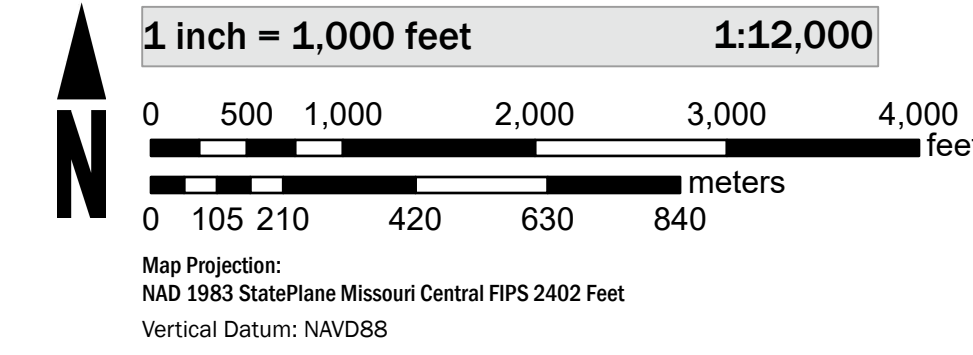 1 inch = 1,000 feet 1:12,000
0 500 1,000 2,000 3,000 4,000
feet
meters
0 105 210 420 630 840
N
Map Projection:
NAD 1983 StatePlane Missouri Central FIPS 2402 Feet
Vertical Datum: NAVD88